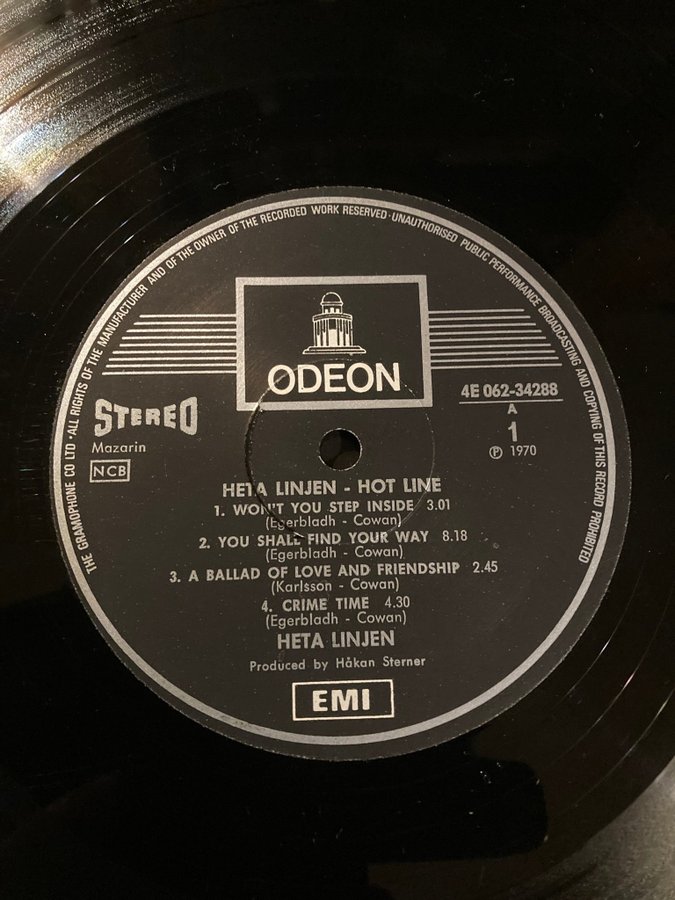 THE GRAMOPHONE CO LTD · ALL RIGHTS OF THE MANUFACTURER AND OF THE OWNER OF THE RECORDED WORK RESERVED · UNAUTHORISED PUBLIC PERFORMANCE BROADCASTING AND COPYING OF THIS RECORD PROHIBITED
ODEON
4E 062-34288
A
1
STEREO
Mazarin
℗ 1970
NCB
HETA LINJEN - HOT LINE
1. WON'T YOU STEP INSIDE 3.01
(Egerbladh - Cowan)
2. YOU SHALL FIND YOUR WAY 8.18
(Egerbladh - Cowan)
3. A BALLAD OF LOVE AND FRIENDSHIP 2.45
(Karlsson - Cowan)
4. CRIME TIME 4.30
(Egerbladh - Cowan)
HETA LINJEN
Produced by Håkan Sterner
EMI